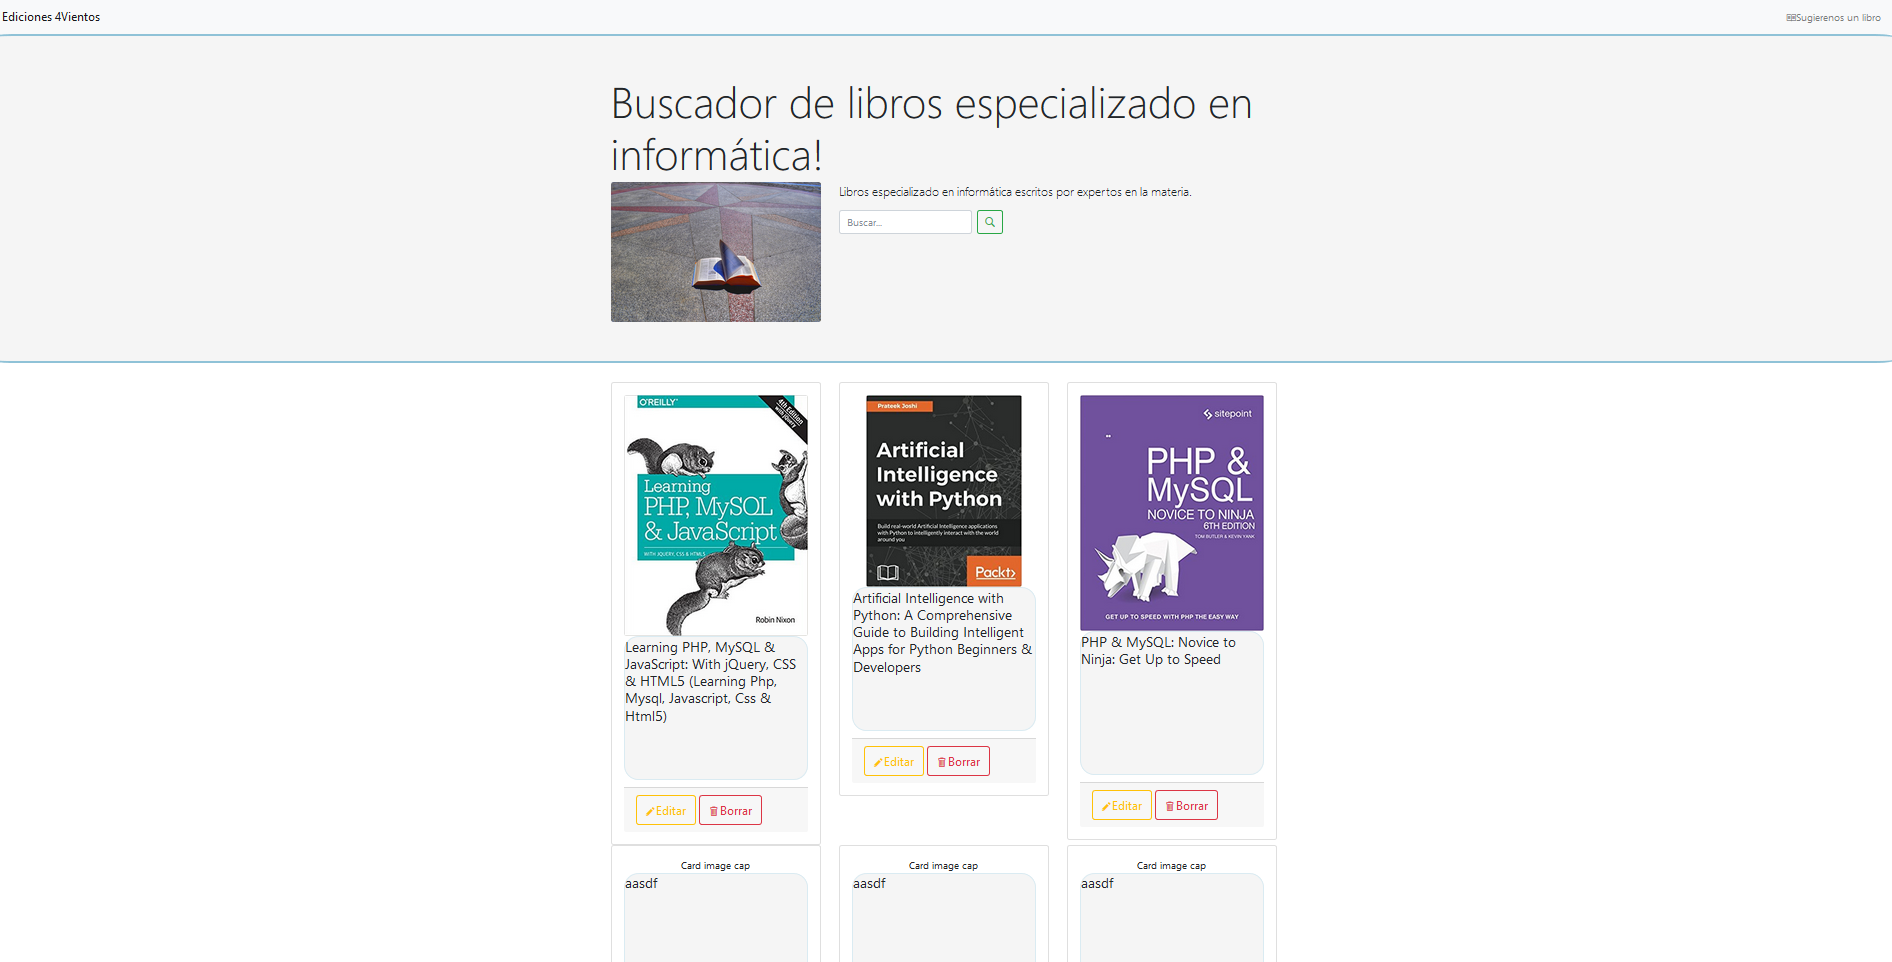 Ediciones 4Vientos
Sugierenos un libro
Buscador de libros especializado en
informática!
Libros especializado en informática escritos por expertos en la materia.
Buscar...
O'REILLY
4th Edition
with jQuery
Learning
PHP, MySQL
& JavaScript
WITH JQUERY, CSS & HTML5
Robin Nixon
Learning PHP, MySQL &
JavaScript: With jQuery, CSS
& HTML5 (Learning Php,
Mysql, Javascript, Css &
Html5)
Editar Borrar
Prateek Joshi
Artificial
Intelligence
with Python
Build real-world Artificial Intelligence applications
with Python to intelligently interact with the world
around you
Packt>
Artificial Intelligence with
Python: A Comprehensive
Guide to Building Intelligent
Apps for Python Beginners &
Developers
Editar Borrar
sitepoint
PHP &
MySQL
NOVICE TO NINJA
6TH EDITION
TOM BUTLER & KEVIN YANK
GET UP TO SPEED WITH PHP THE EASY WAY
PHP & MySQL: Novice to
Ninja: Get Up to Speed
Editar Borrar
Card image cap
aasdf
Card image cap
aasdf
Card image cap
aasdf